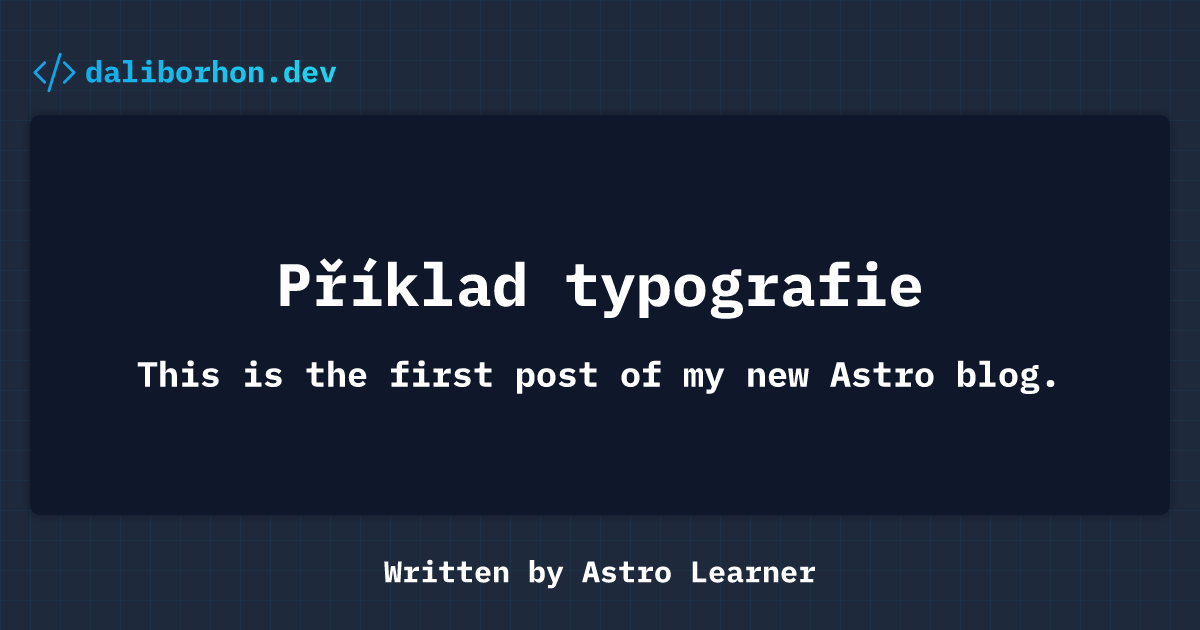 </> daliborhon.dev
Příklad typografie
This is the first post of my new Astro blog.
Written by Astro Learner